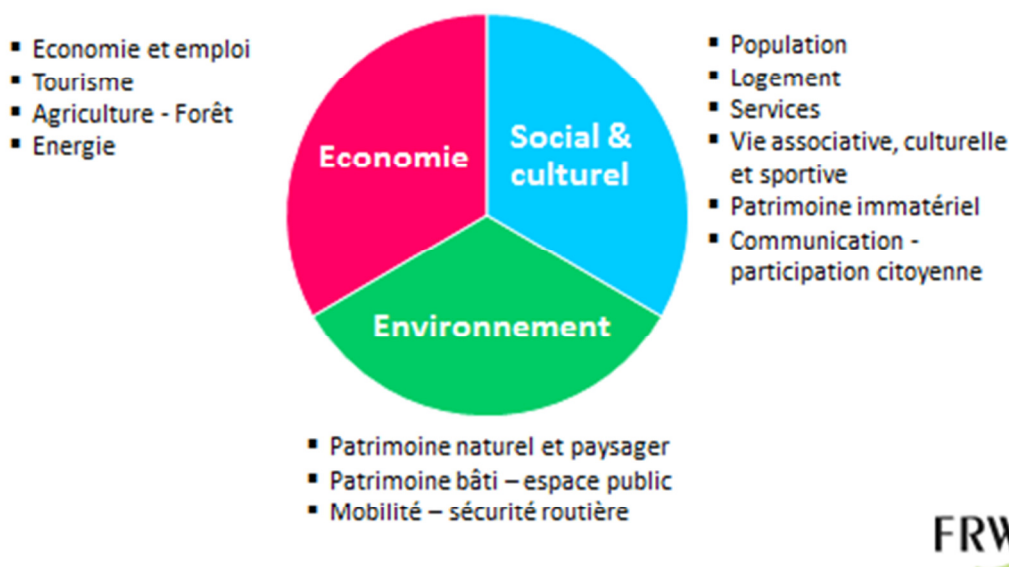 ▪ Economie et emploi
▪ Tourisme
▪ Agriculture - Forêt
▪ Energie
Economie
Social &
culturel
▪ Population
▪ Logement
▪ Services
▪ Vie associative, culturelle
et sportive
▪ Patrimoine immatériel
▪ Communication -
participation citoyenne
Environnement
▪ Patrimoine naturel et paysager
▪ Patrimoine bâti – espace public
▪ Mobilité – sécurité routière
FRW